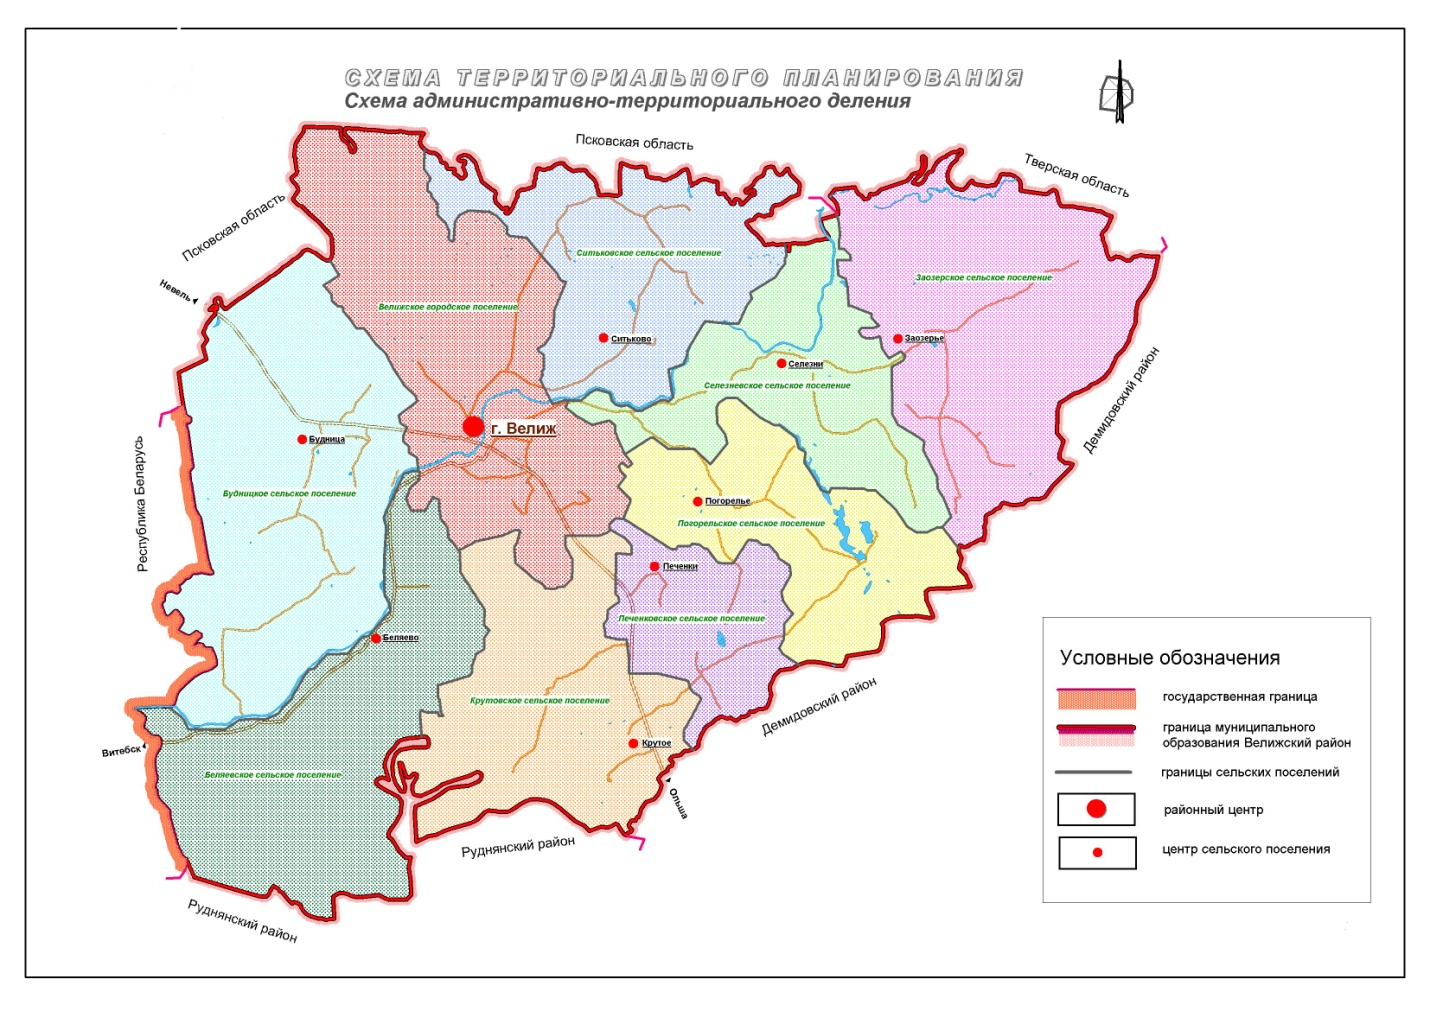 СХЕМА ТЕРРИТОРИАЛЬНОГО ПЛАНИРОВАНИЯ
Схема административно-территориального деления
Псковская область
Тверская область
Псковская область
Невель
Ситьковское сельское поселение
Заозерское сельское поселение
Велижское городское поселение
Ситьково
Заозерье
Селезни
Селезневское сельское поселение
Демидовский район
г. Велиж
Будница
Республика Беларусь
Будницкое сельское поселение
Погорелье
Погорельское сельское поселение
Печенки
Печенковское сельское поселение
Беляево
Крутовское сельское поселение
Демидовский район
Крутое
Витебск
Беляевское сельское поселение
Ольша
Руднянский район
Руднянский район
Условные обозначения
государственная граница
граница муниципального
образования Велижский район
границы сельских поселений
районный центр
центр сельского поселения